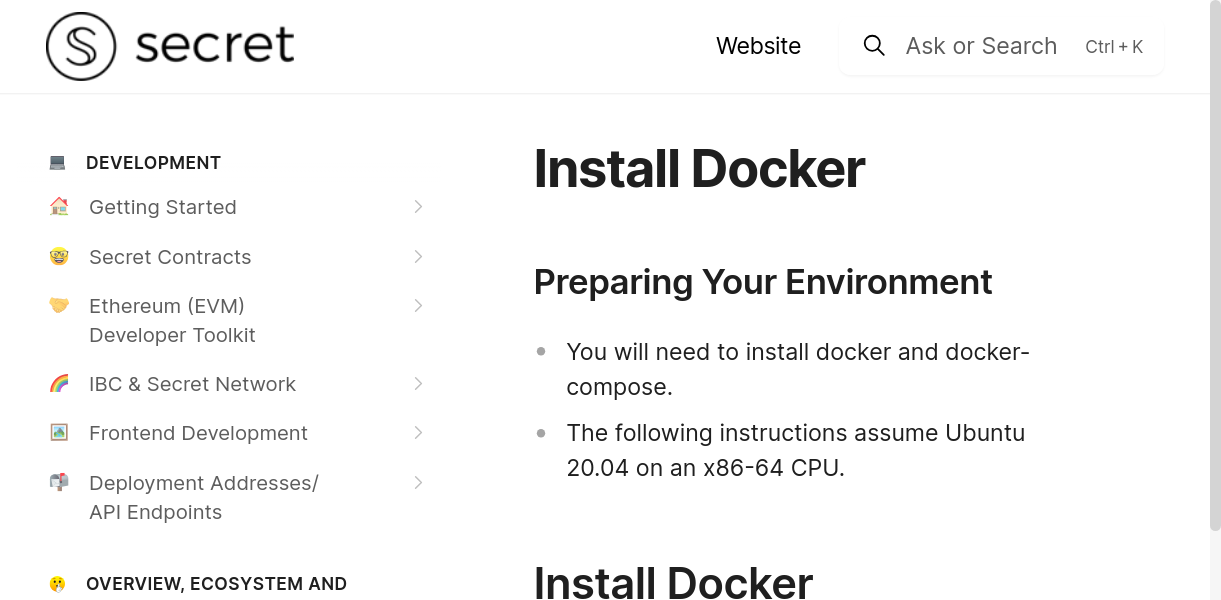 secret
Website
Ask or Search
Ctrl + K
DEVELOPMENT
Getting Started
Secret Contracts
Ethereum (EVM)
Developer Toolkit
IBC & Secret Network
Frontend Development
Deployment Addresses/
API Endpoints
OVERVIEW, ECOSYSTEM AND
Install Docker
Preparing Your Environment
You will need to install docker and docker-
compose.
The following instructions assume Ubuntu
20.04 on an x86-64 CPU.
Install Docker